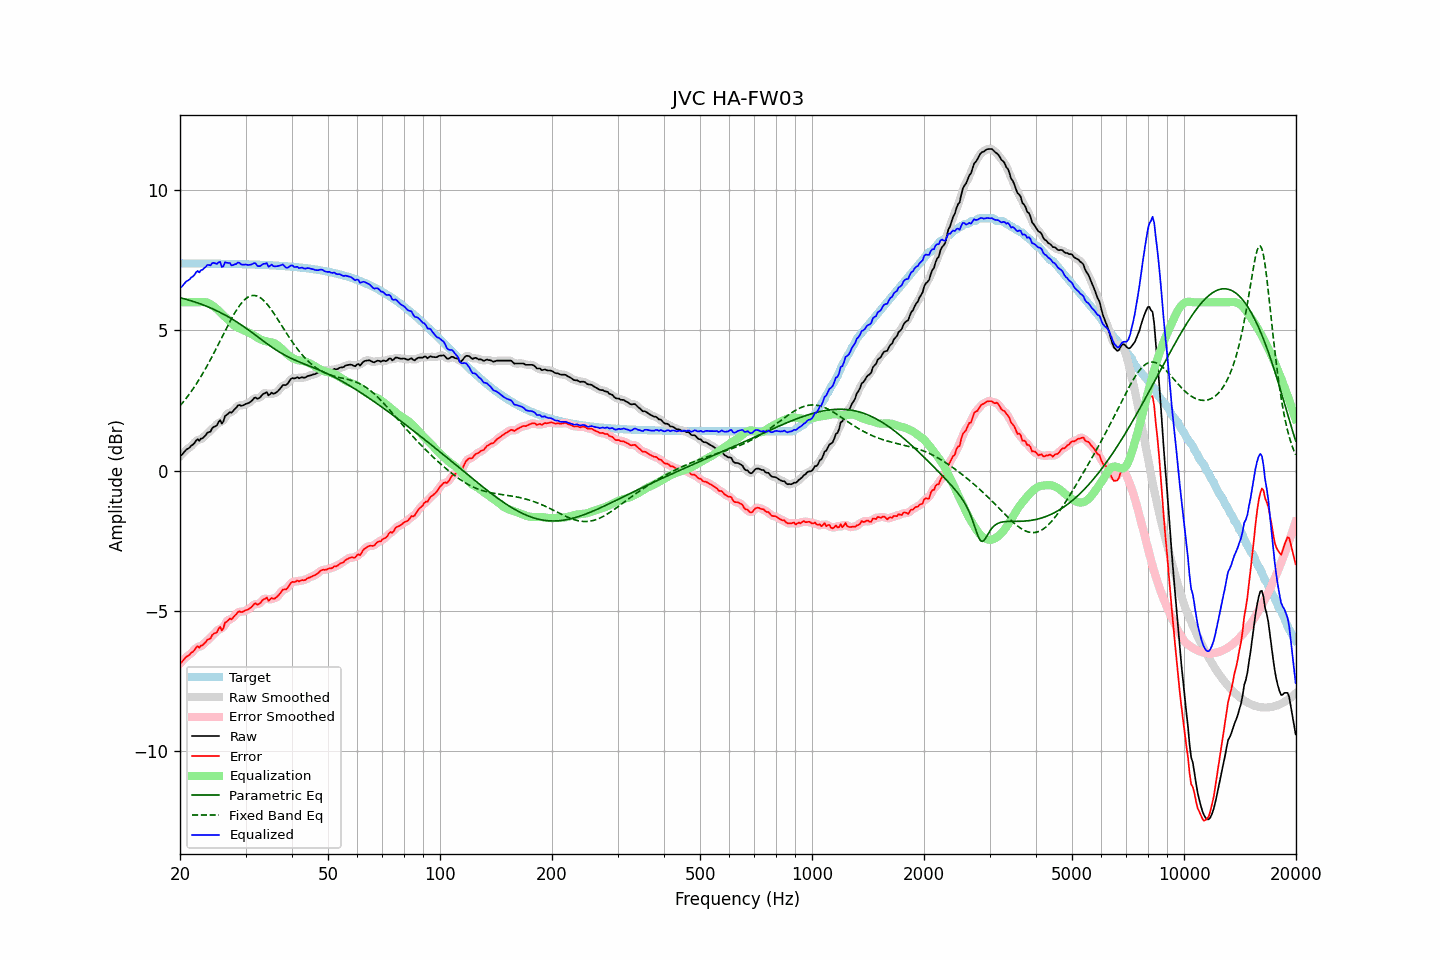 JVC HA-FW03
Amplitude (dBr)
10
5
0
−5
−10
Target
Raw Smoothed
Error Smoothed
Raw
Error
Equalization
Parametric Eq
Fixed Band Eq
Equalized
20 50 100 200 500 1000 2000 5000 10000 20000
Frequency (Hz)